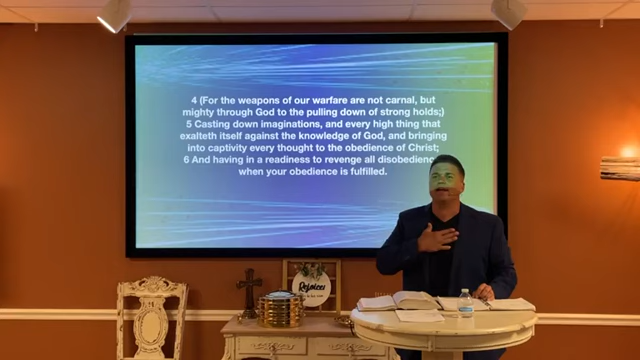 4 (For the weapons of our warfare are not carnal, but
mighty through God to the pulling down of strong holds;)
5 Casting down imaginations, and every high thing that
exalteth itself against the knowledge of God, and bringing
into captivity every thought to the obedience of Christ;
6 And having in a readiness to revenge all
when your obedience is fulfilled.
Rejoice